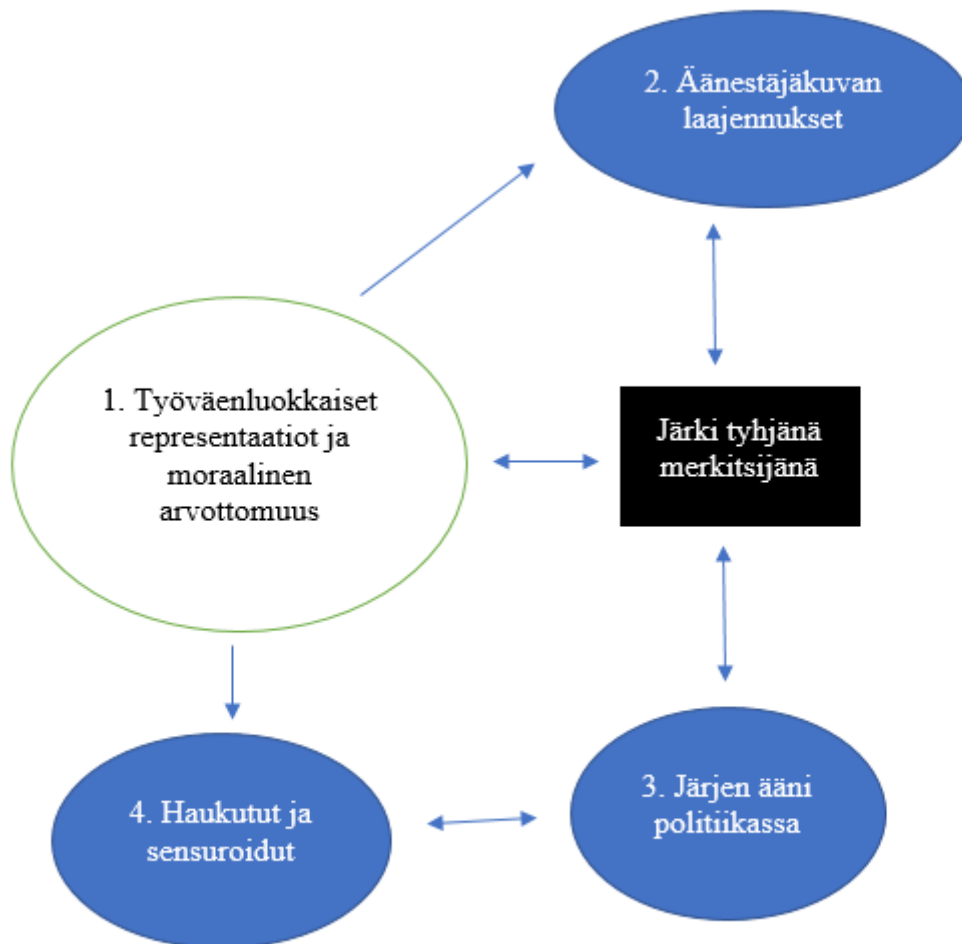 2. Äänestäjäkuvan
laajennukset
1. Työväenluokkaiset
representaatiot ja
moraalinen
arvottomuus
Järki tyhjänä
merkitsijänä
3. Järjen ääni
politiikassa
4. Haukutut ja
sensuroidut